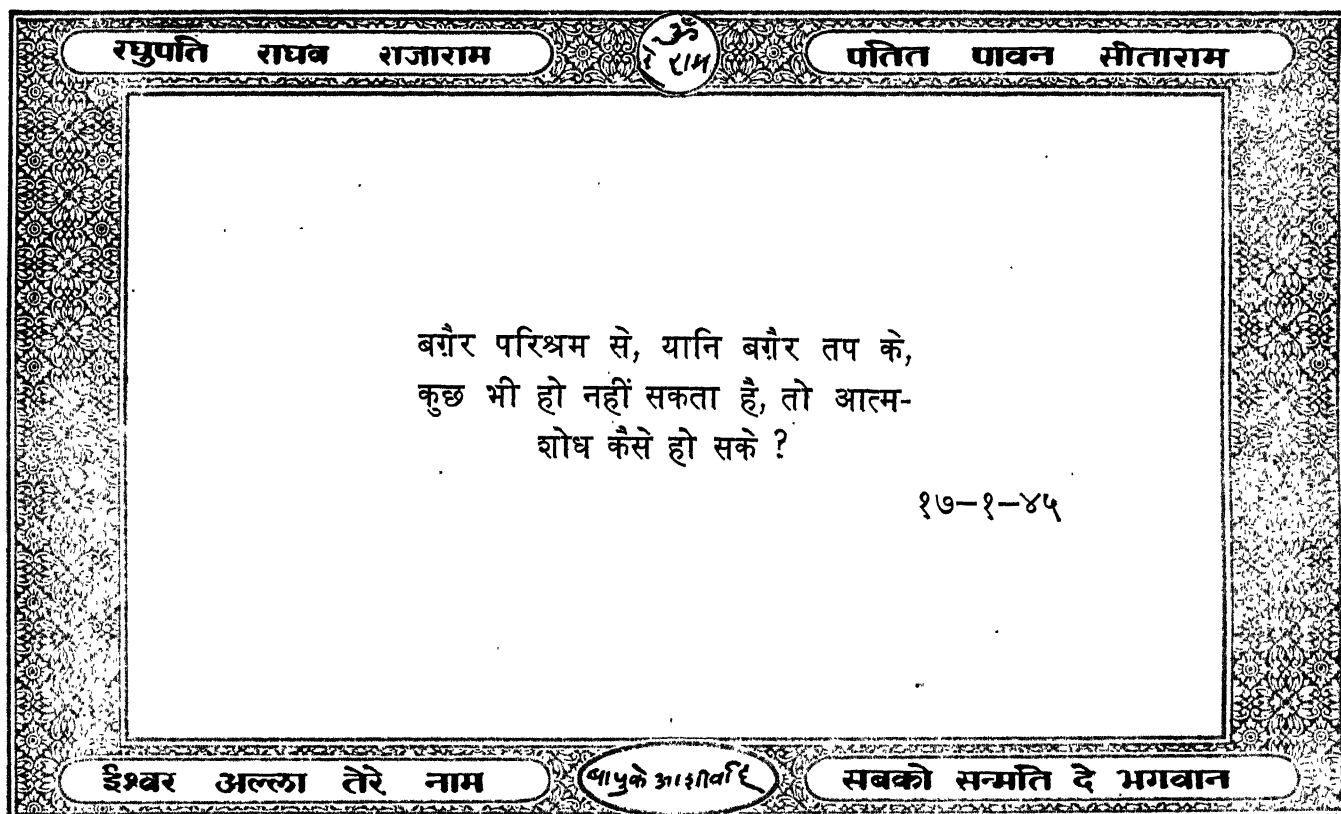 रघुपति राघव राजाराम
ॐ
हे राम
पतित पावन सीताराम
बग़ैर परिश्रम से, यानि बग़ैर तप के,
कुछ भी हो नहीं सकता है, तो आत्म-
शोध कैसे हो सके ?
१७–१–४५
ईश्वर अल्ला तेरे नाम
बापुके आशीर्वाद
सबको सन्मति दे भगवान